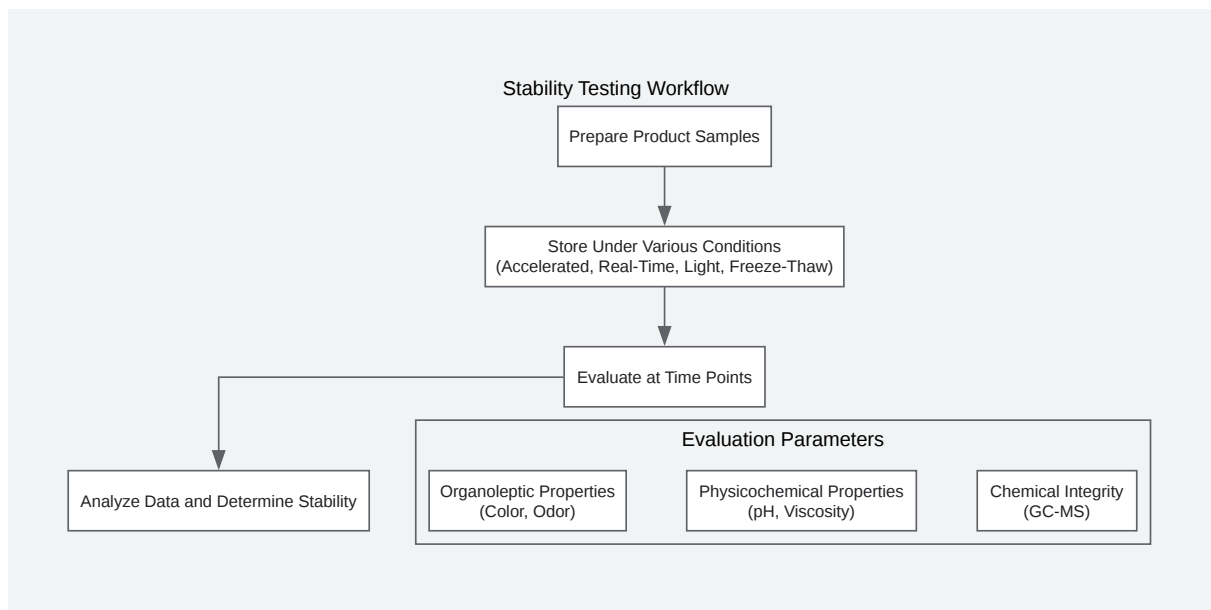 Stability Testing Workflow
Prepare Product Samples
Store Under Various Conditions
(Accelerated, Real-Time, Light, Freeze-Thaw)
Evaluate at Time Points
Evaluation Parameters
Analyze Data and Determine Stability
Organoleptic Properties
(Color, Odor)
Physicochemical Properties
(pH, Viscosity)
Chemical Integrity
(GC-MS)